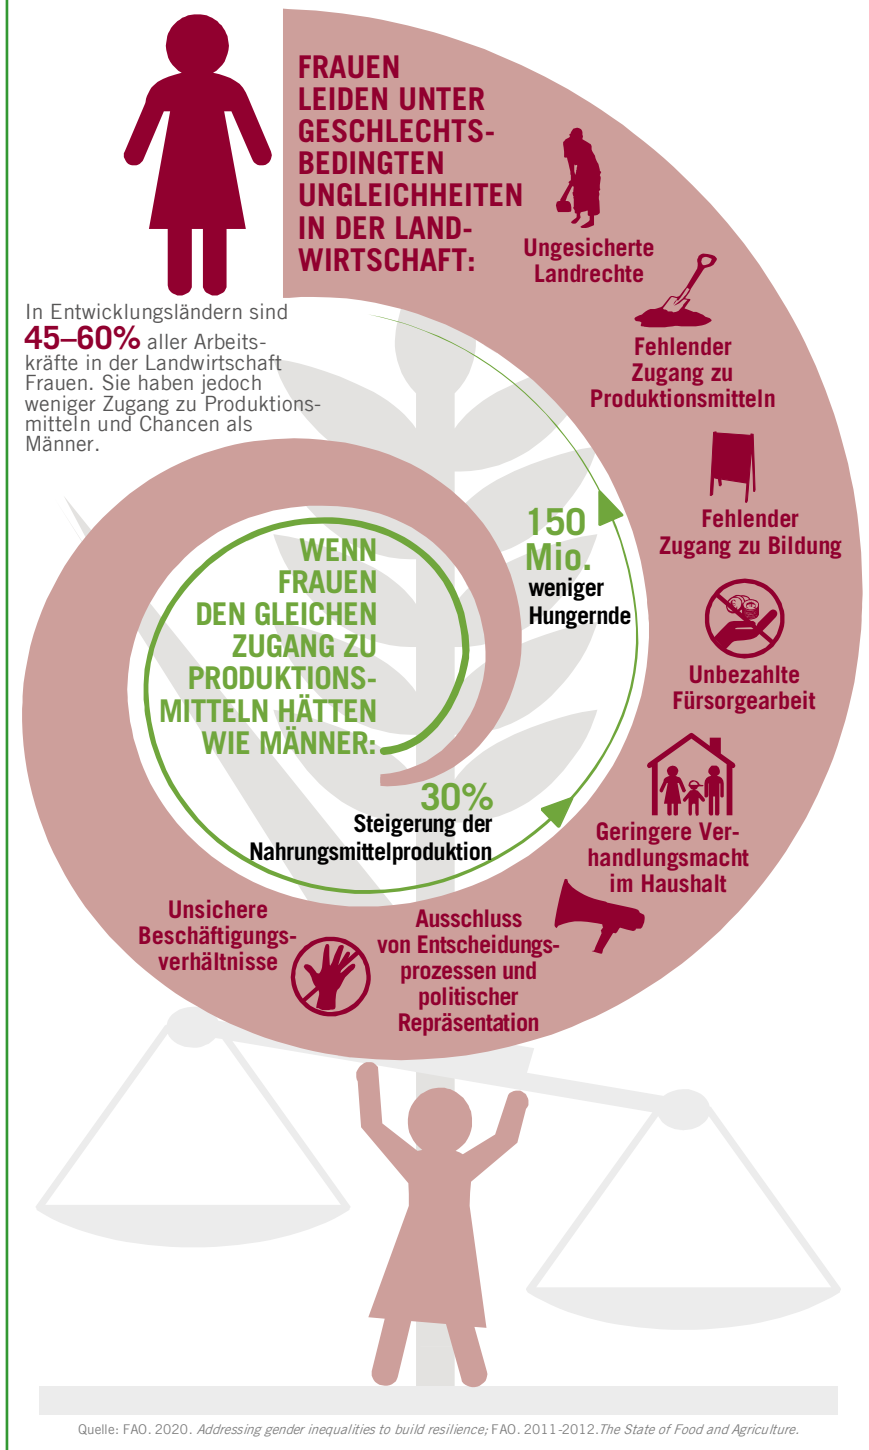 FRAUEN
LEIDEN UNTER
GESCHLECHTS-
BEDINGTEN
UNGLEICHHEITEN
IN DER LAND-
WIRTSCHAFT:
Ungesicherte
Landrechte
Fehlender
Zugang zu
Produktionsmitteln
Fehlender
Zugang zu Bildung
Unbezahlte
Fürsorgearbeit
Geringere Ver-
handlungsmacht
im Haushalt
Ausschluss
von Entscheidungs-
prozessen und
politischer
Repräsentation
Unsichere
Beschäftigungs-
verhältnisse
In Entwicklungsländern sind
45–60% aller Arbeits-
kräfte in der Landwirtschaft
Frauen. Sie haben jedoch
weniger Zugang zu Produktions-
mitteln und Chancen als
Männer.
WENN
FRAUEN
DEN GLEICHEN
ZUGANG ZU
PRODUKTIONS-
MITTELN HÄTTEN
WIE MÄNNER:
30%
Steigerung der
Nahrungsmittelproduktion
150
Mio.
weniger
Hungernde
Quelle: FAO. 2020. Addressing gender inequalities to build resilience; FAO. 2011-2012.The State of Food and Agriculture.